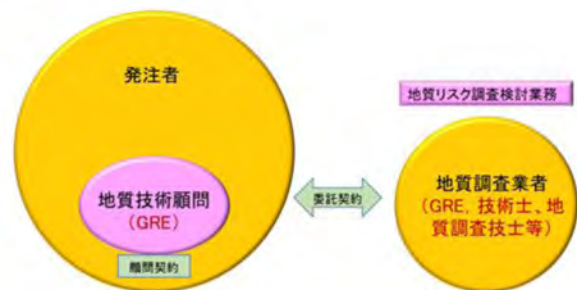 発注者
地質技術顧問
(GRE)
顧問契約
委託契約
地質リスク調査検討業務
地質調査業者
(GRE, 技術士、地
質調査技士等)